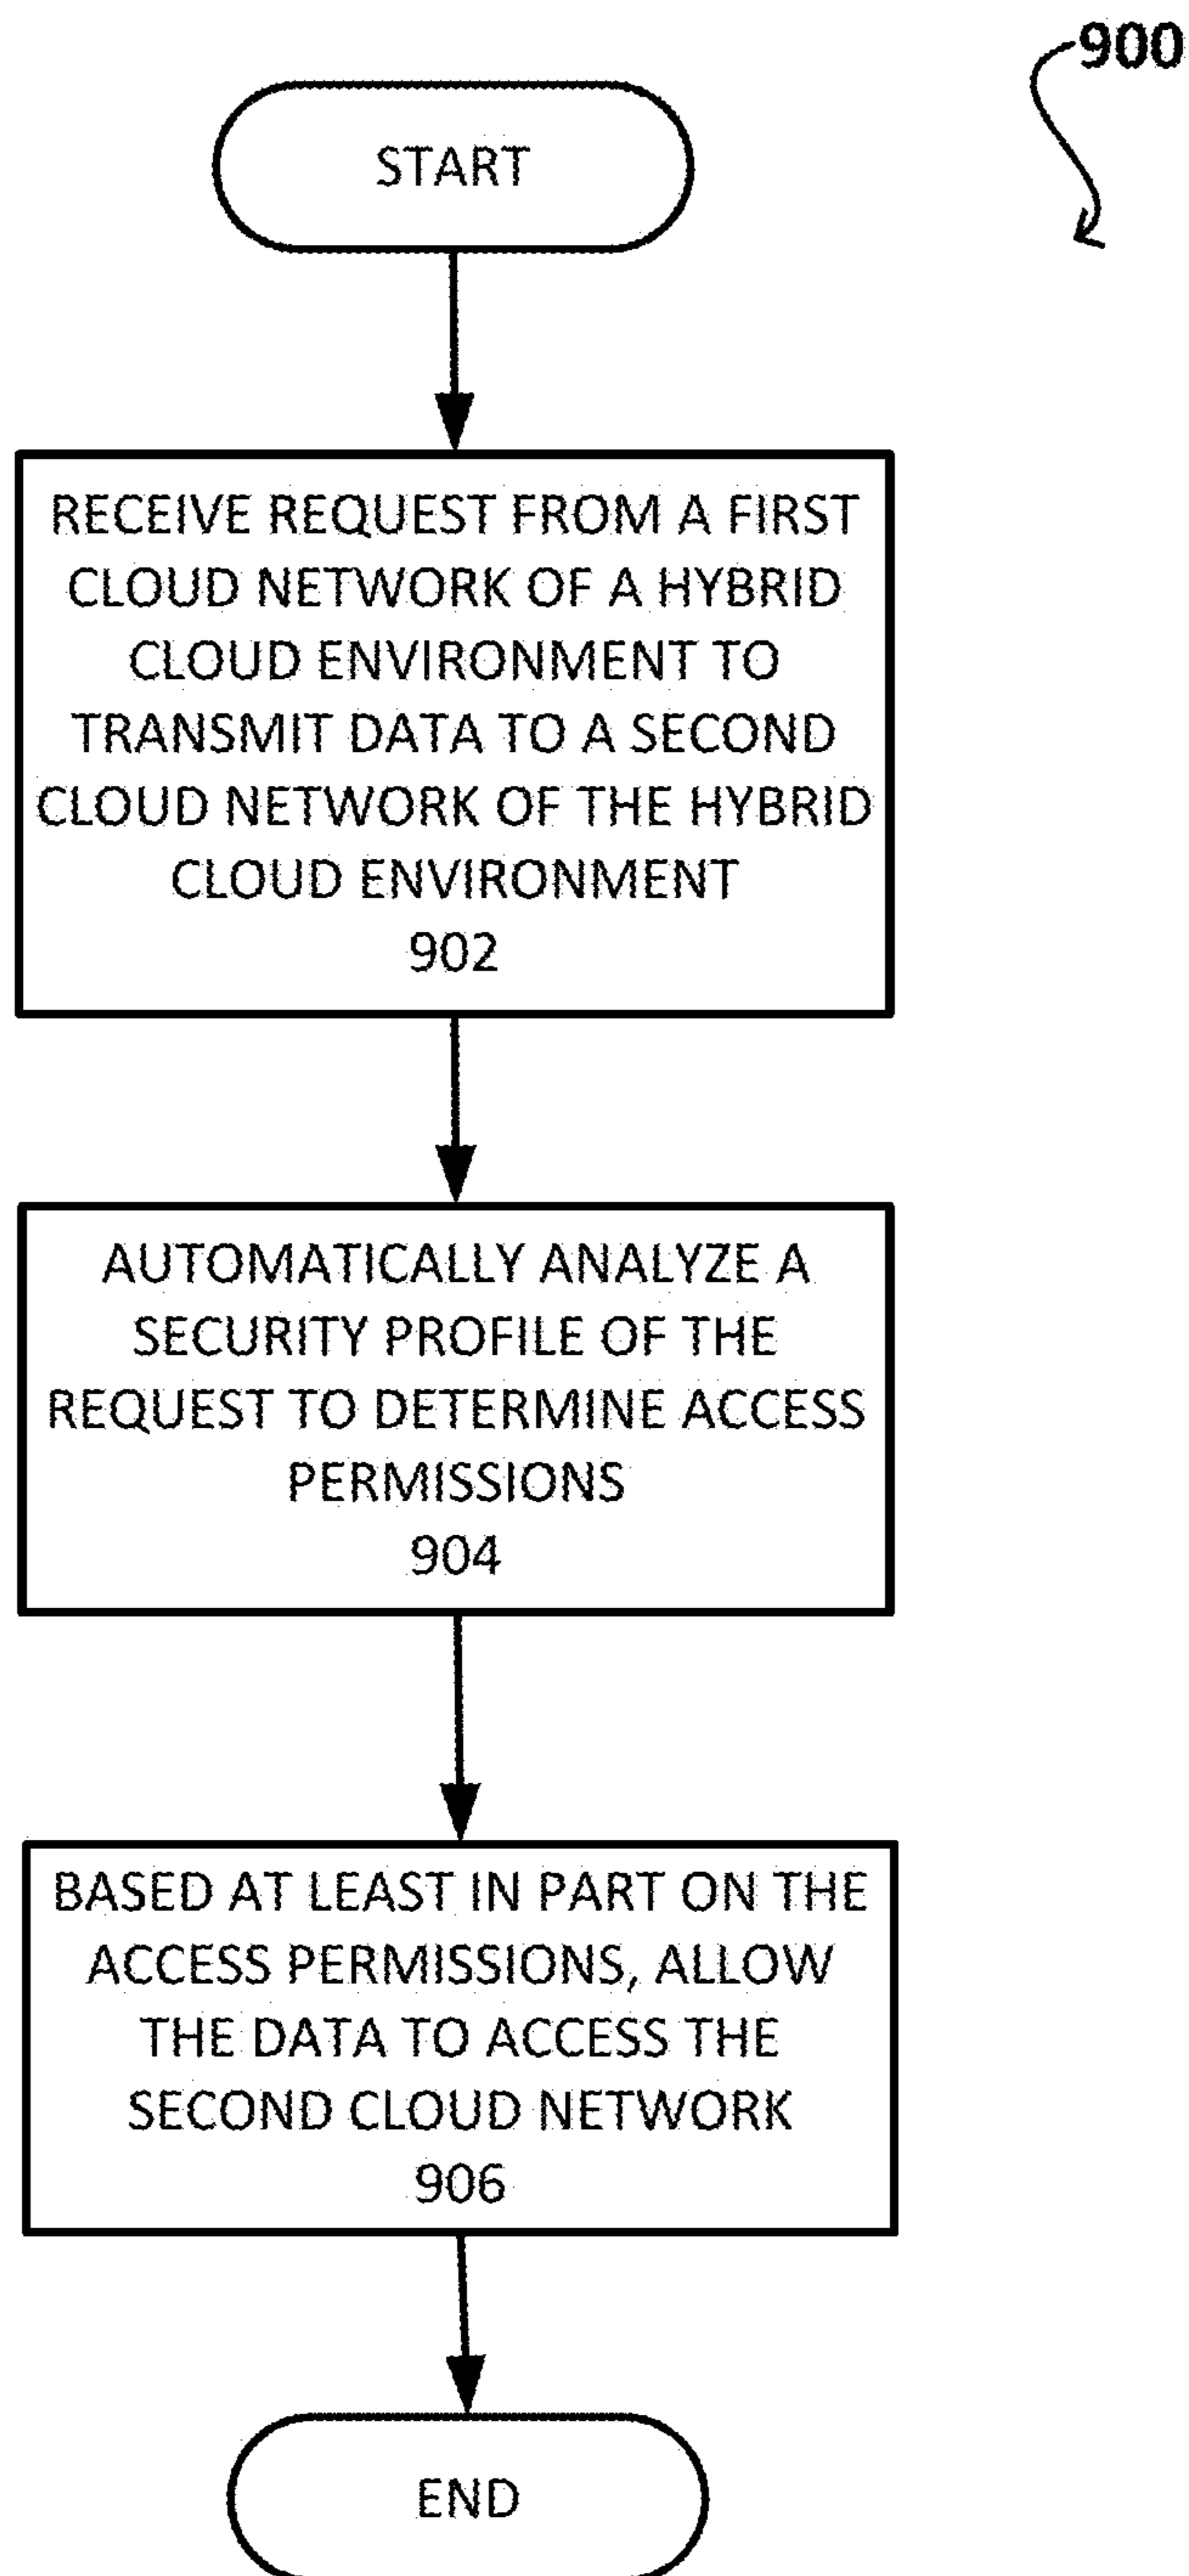 900
START
RECEIVE REQUEST FROM A FIRST
CLOUD NETWORK OF A HYBRID
CLOUD ENVIRONMENT TO
TRANSMIT DATA TO A SECOND
CLOUD NETWORK OF THE HYBRID
CLOUD ENVIRONMENT
902
AUTOMATICALLY ANALYZE A
SECURITY PROFILE OF THE
REQUEST TO DETERMINE ACCESS
PERMISSIONS
904
BASED AT LEAST IN PART ON THE
ACCESS PERMISSIONS, ALLOW
THE DATA TO ACCESS THE
SECOND CLOUD NETWORK
906
END